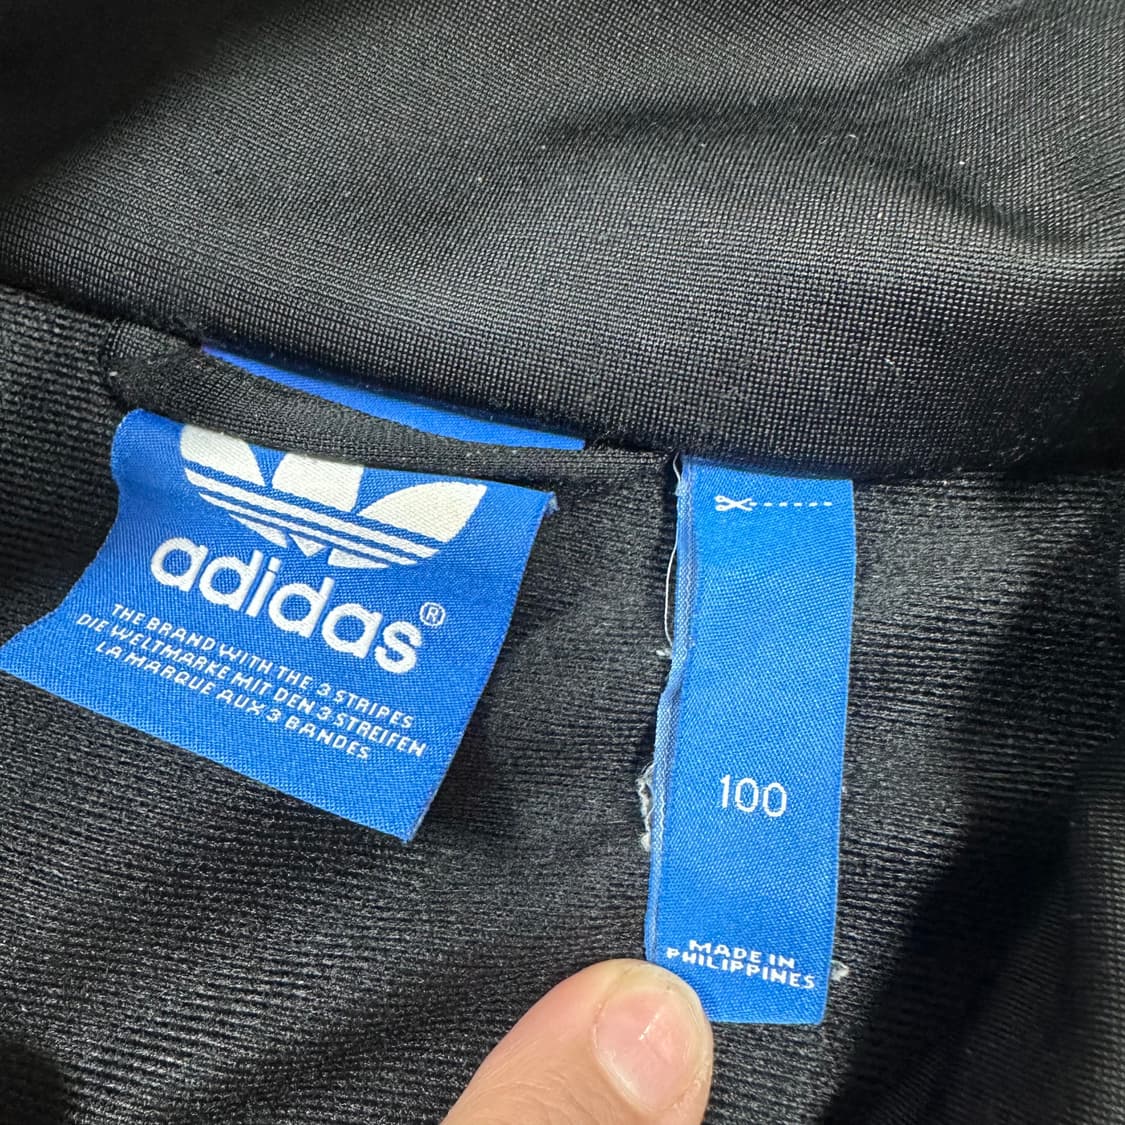 adidas®
THE BRAND WITH THE 3 STRIPES
DIE WELTMARKE MIT DEN 3 STREIFEN
LA MARQUE AUX 3 BANDES
100
MADE IN
PHILIPPINES